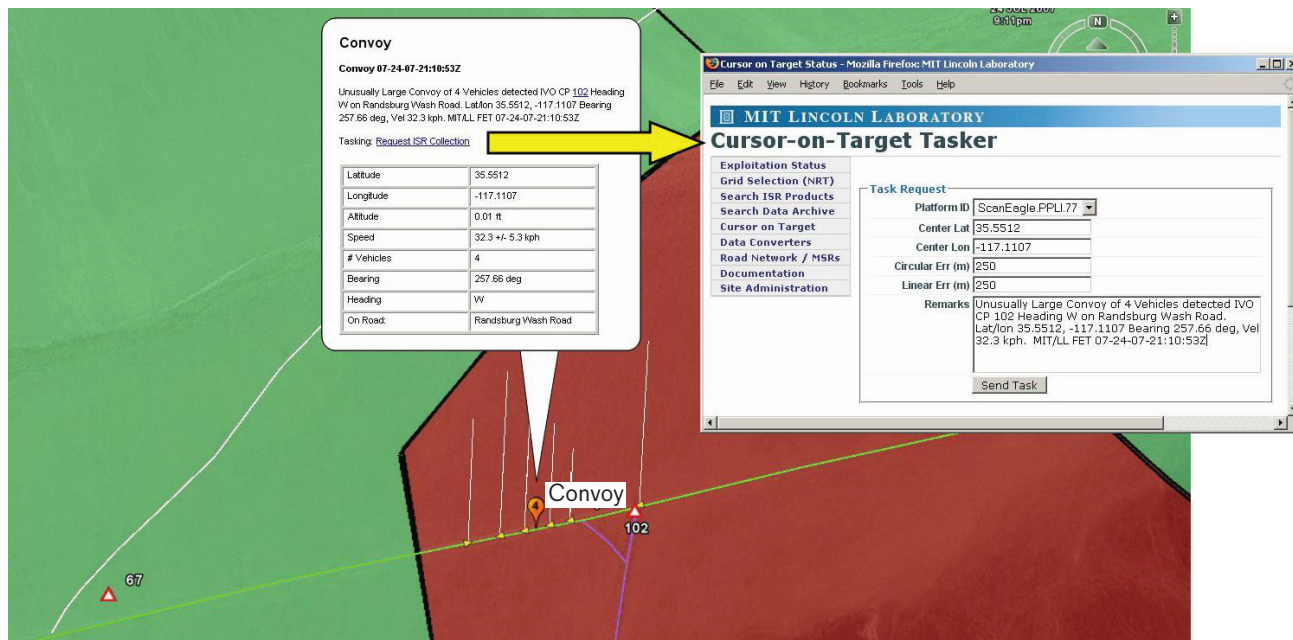 24 JUL 2007
9:11pm
N
+
Convoy
Convoy 07-24-07-21:10:53Z
Unusually Large Convoy of 4 Vehicles detected IVO CP 102 Heading
W on Randsburg Wash Road. Lat/lon 35.5512, -117.1107 Bearing
257.66 deg, Vel 32.3 kph. MIT/LL FET 07-24-07-21:10:53Z
Tasking: Request ISR Collection
Latitude 35.5512
Longitude -117.1107
Altitude 0.01 ft
Speed 32.3 +/- 5.3 kph
# Vehicles 4
Bearing 257.66 deg
Heading W
On Road: Randsburg Wash Road
Cursor on Target Status - Mozilla Firefox: MIT Lincoln Laboratory
File Edit View History Bookmarks Tools Help
MIT LINCOLN LABORATORY
Cursor-on-Target Tasker
Exploitation Status
Grid Selection (NRT)
Search ISR Products
Search Data Archive
Cursor on Target
Data Converters
Road Network / MSRs
Documentation
Site Administration
Task Request
Platform ID ScanEagle.PPLI.77
Center Lat 35.5512
Center Lon -117.1107
Circular Err (m) 250
Linear Err (m) 250
Remarks Unusually Large Convoy of 4 Vehicles detected IVO
CP 102 Heading W on Randsburg Wash Road.
Lat/lon 35.5512, -117.1107 Bearing 257.66 deg, Vel
32.3 kph. MIT/LL FET 07-24-07-21:10:53Z
Send Task
4
Convoy
102
67